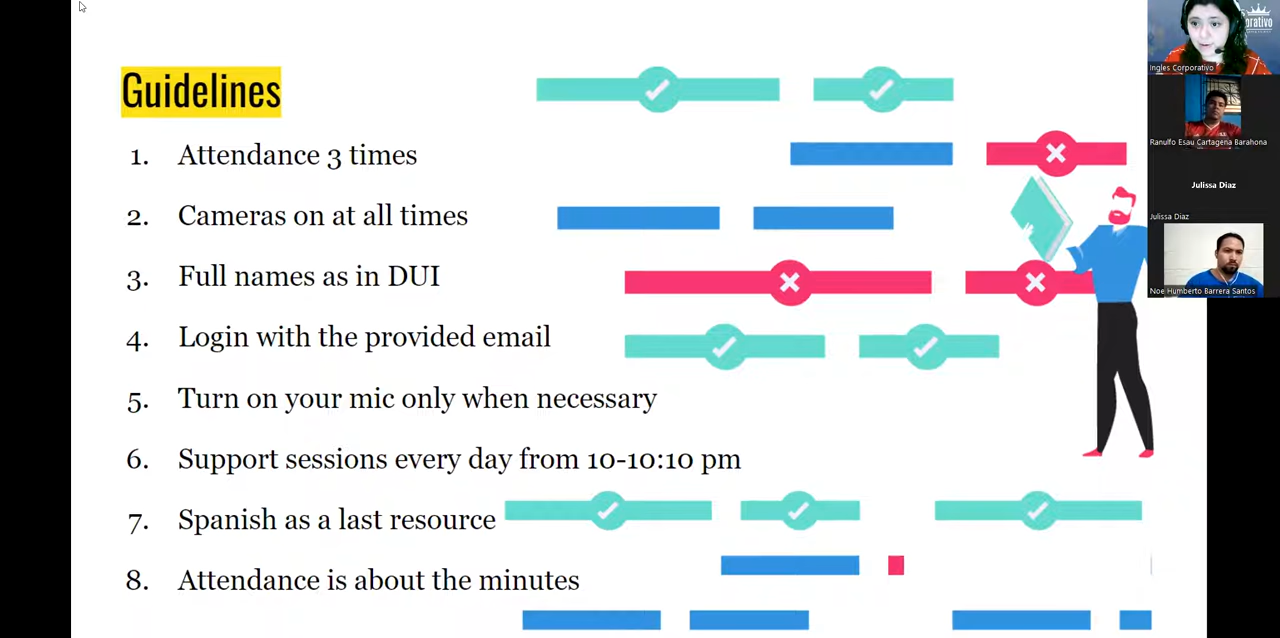 Guidelines
1. Attendance 3 times
2. Cameras on at all times
3. Full names as in DUI
4. Login with the provided email
5. Turn on your mic only when necessary
6. Support sessions every day from 10-10:10 pm
7. Spanish as a last resource
8. Attendance is about the minutes
Ingles Corporativo
Ranulfo Esau Cartagena Barahona
Julissa Diaz
Julissa Diaz
Noe Humberto Barrera Santos